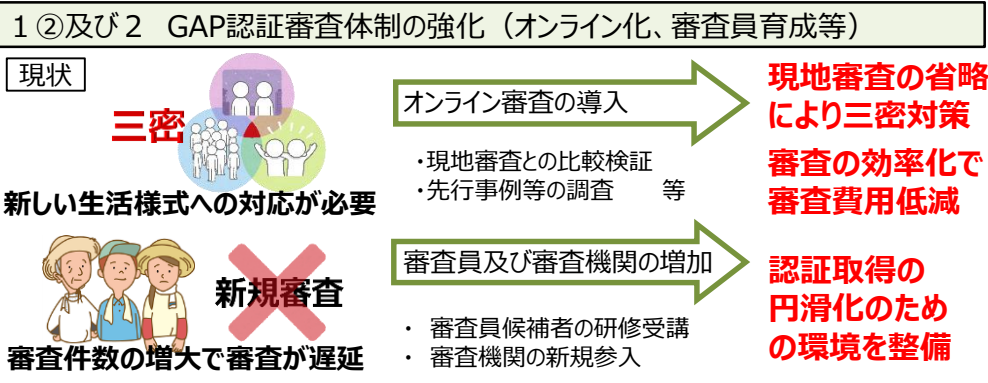 1②及び2 GAP認証審査体制の強化（オンライン化、審査員育成等）
現状
三密
新しい生活様式への対応が必要
オンライン審査の導入
・現地審査との比較検証
・先行事例等の調査 等
現地審査の省略
により三密対策
審査の効率化で
審査費用低減
新規審査
審査件数の増大で審査が遅延
審査員及び審査機関の増加
・ 審査員候補者の研修受講
・ 審査機関の新規参入
認証取得の
円滑化のため
の環境を整備